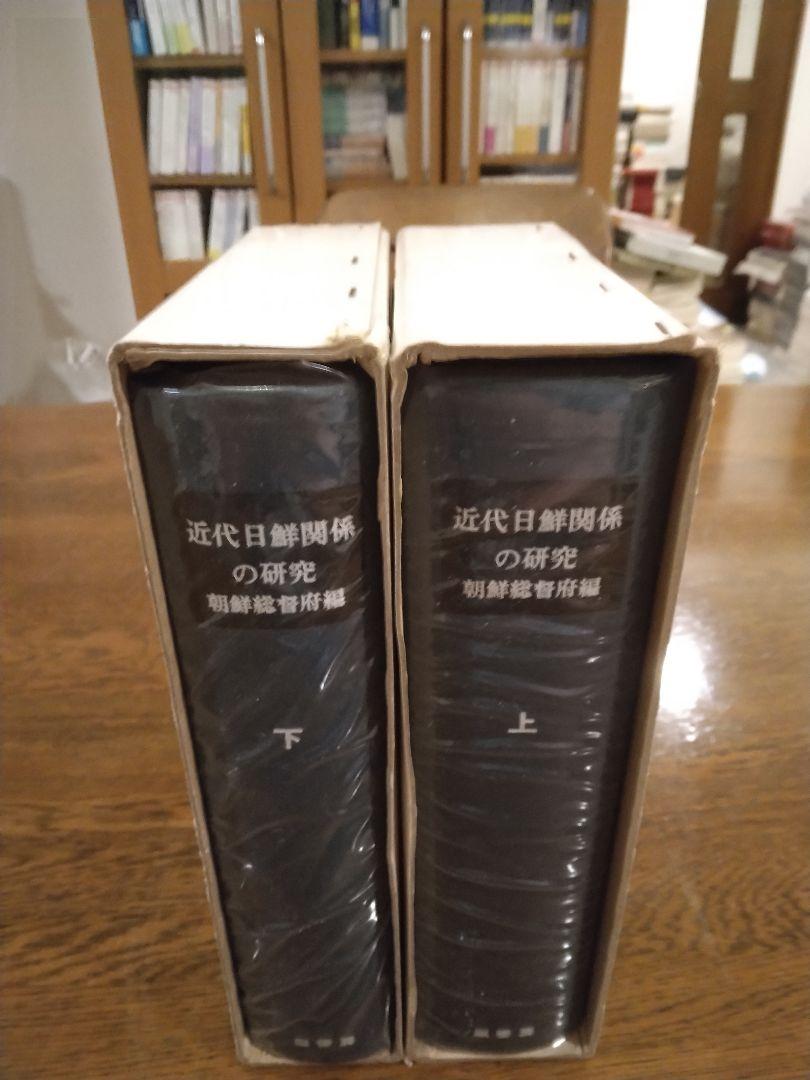 近代日鮮関係
の研究
朝鮮総督府編
下
近代日鮮関係
の研究
朝鮮総督府編
上